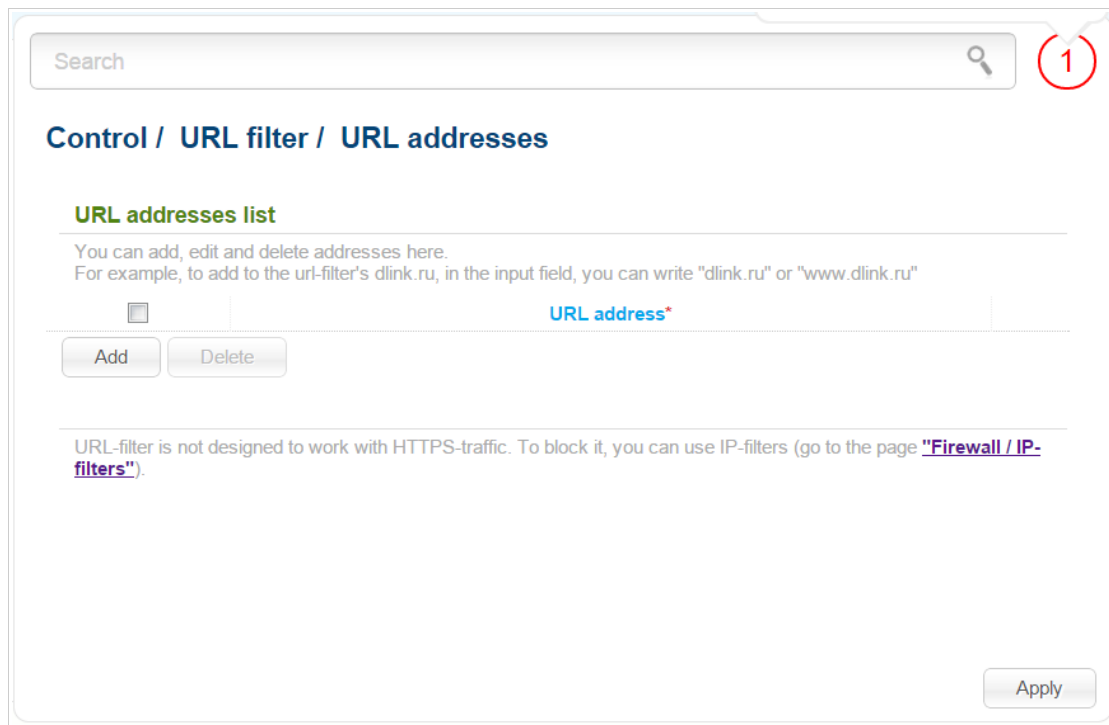 Search
1
Control / URL filter / URL addresses
URL addresses list
You can add, edit and delete addresses here.
For example, to add to the url-filter's dlink.ru, in the input field, you can write "dlink.ru" or "www.dlink.ru"
URL address*
Add
Delete
URL-filter is not designed to work with HTTPS-traffic. To block it, you can use IP-filters (go to the page "Firewall / IP-
filters").
Apply